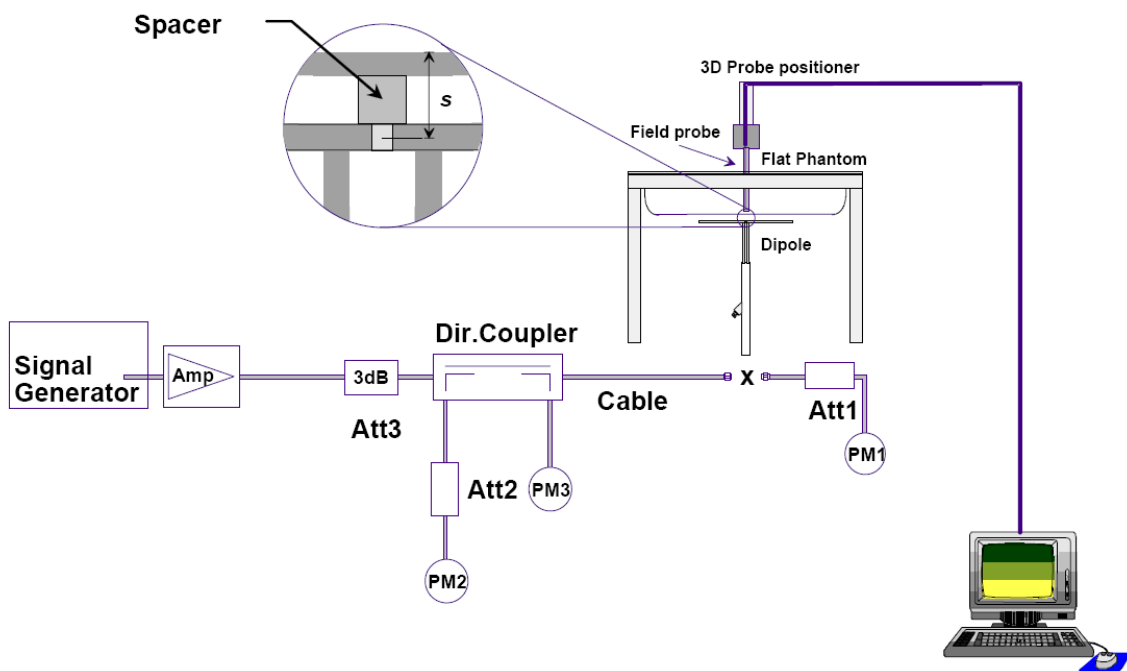 Spacer
s
3D Probe positioner
Field probe
Flat Phantom
Dipole
Signal
Generator
Amp
3dB
Att3
Dir.Coupler
Cable
x
Att1
PM1
Att2
PM3
PM2